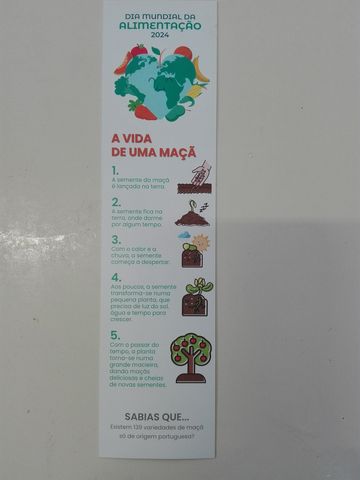 DIA MUNDIAL DA
ALIMENTAÇÃO
2024
A VIDA
DE UMA MAÇÃ
1.
A semente da maçã
é lançada na terra.
2.
A semente fica na
terra, onde dorme
por algum tempo.
3.
Com o calor e a
chuva, a semente
começa a despertar.
4.
Aos poucos, a semente
transforma-se numa
pequena planta, que
precisa de luz do sol,
água e tempo para
crescer.
5.
Com o passar do
tempo, a planta
torna-se numa
grande macieira,
dando maçãs
deliciosas e cheias
de novas sementes.
SABIAS QUE...
Existem 139 variedades de maçã
só de origem portuguesa?